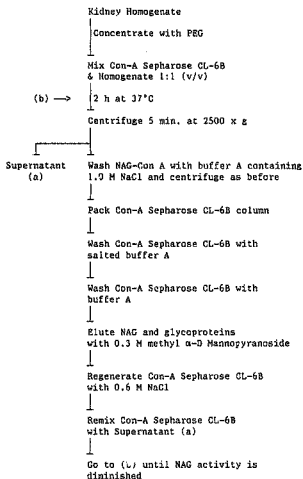 Kidney Homogenate
Concentrate with PEG
Mix Con-A Sepharose CL-6B
& Homogenate 1:1 (v/v)
(b) → 2 h at 37°C
Centrifuge 5 min. at 2500 x g
Supernatant
(a)
Wash NAG-Con A with buffer A containing
1.0 M NaCl and centrifuge as before
Pack Con-A Sepharose CL-6B column
Wash Con-A Sepharose CL-6B with
salted buffer A
Wash Con-A Sepharose CL-6B with
buffer A
Elute NAG and glycoproteins
with 0.3 M methyl α-D Mannopyranoside
Regenerate Con-A Sepharose CL-6B
with 0.6 M NaCl
Remix Con-A Sepharose CL-6B
with Supernatant (a)
Go to (b) until NAG activity is
diminished